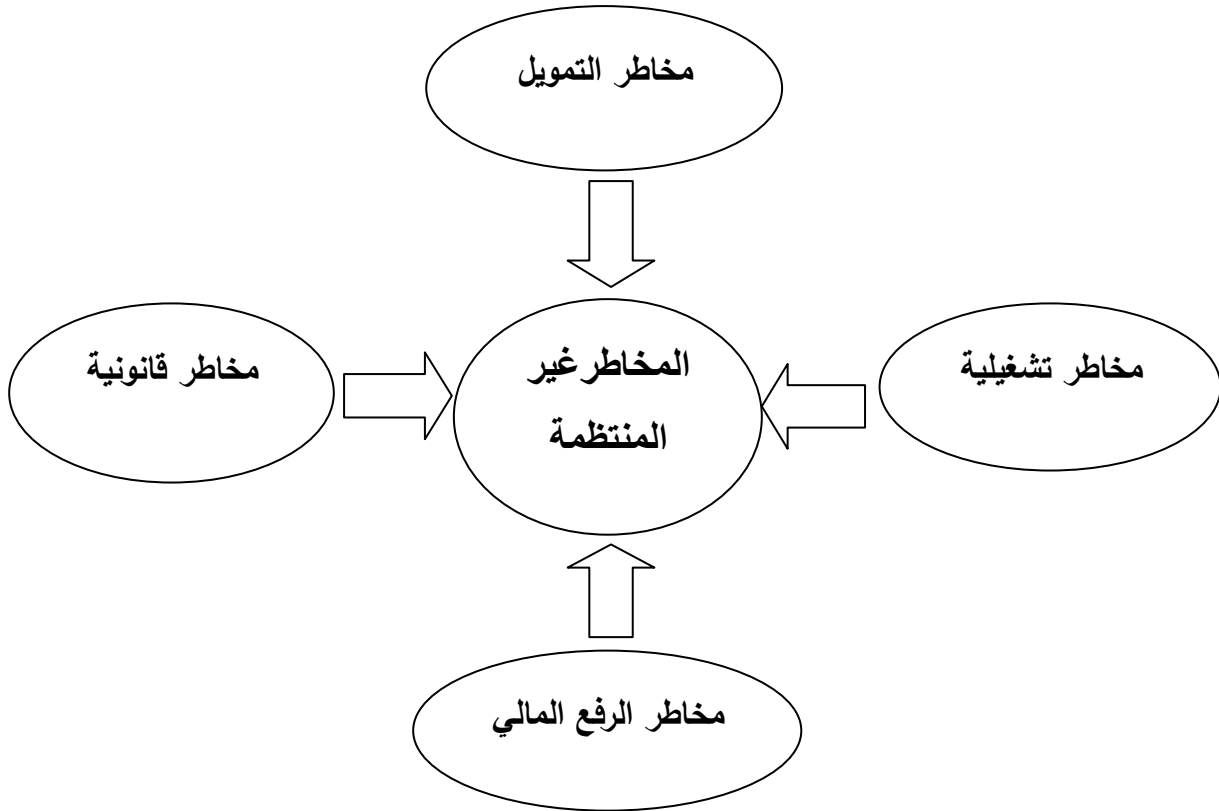 مخاطر التمويل
مخاطر تشغيلية
المخاطرغير
المنتظمة
مخاطر قانونية
مخاطر الرفع المالي